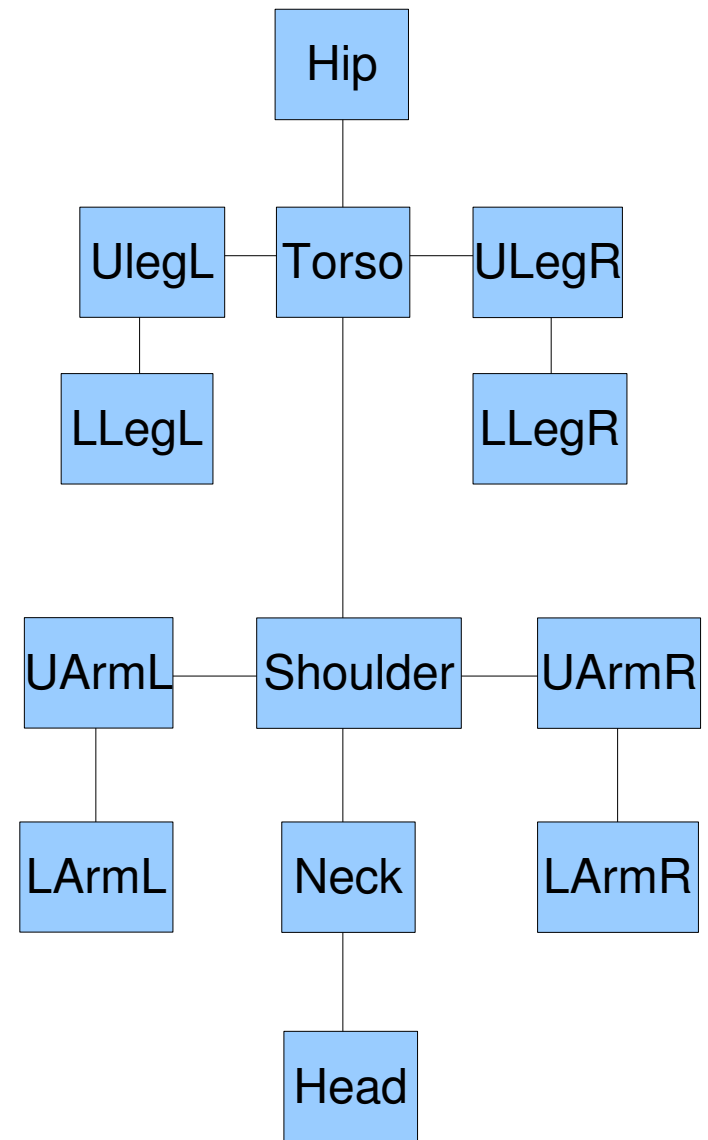 Hip
UlegL Torso ULegR
LLegL LLegR
UArmL Shoulder UArmR
LArmL Neck LArmR
Head